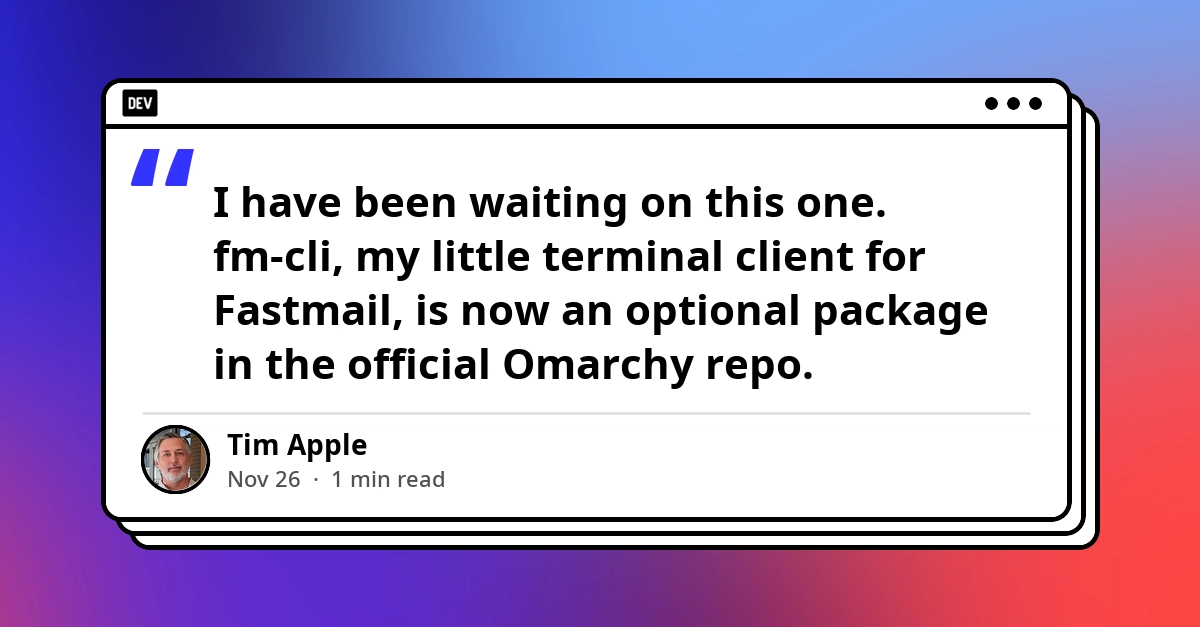 DEV
I have been waiting on this one.
fm-cli, my little terminal client for
Fastmail, is now an optional package
in the official Omarchy repo.
Tim Apple
Nov 26 · 1 min read